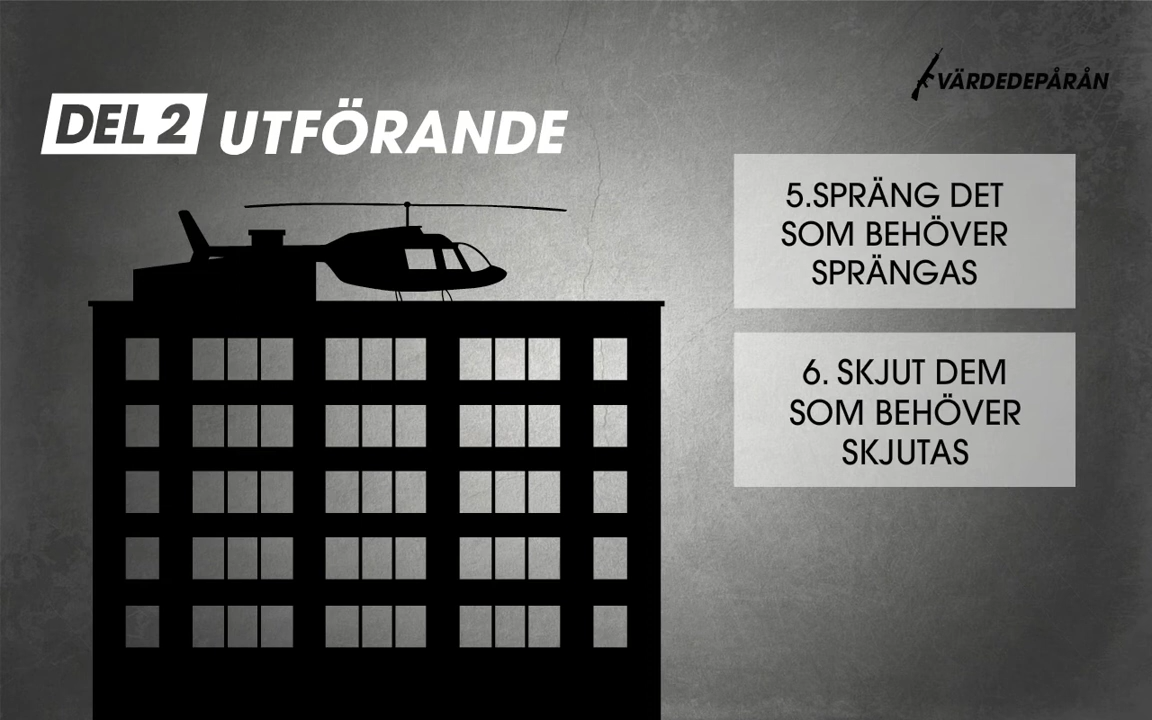 VÄRDEDEPÅRÅN
DEL 2 UTFÖRANDE
5.SPRÄNG DET
SOM BEHÖVER
SPRÄNGAS
6. SKJUT DEM
SOM BEHÖVER
SKJUTAS